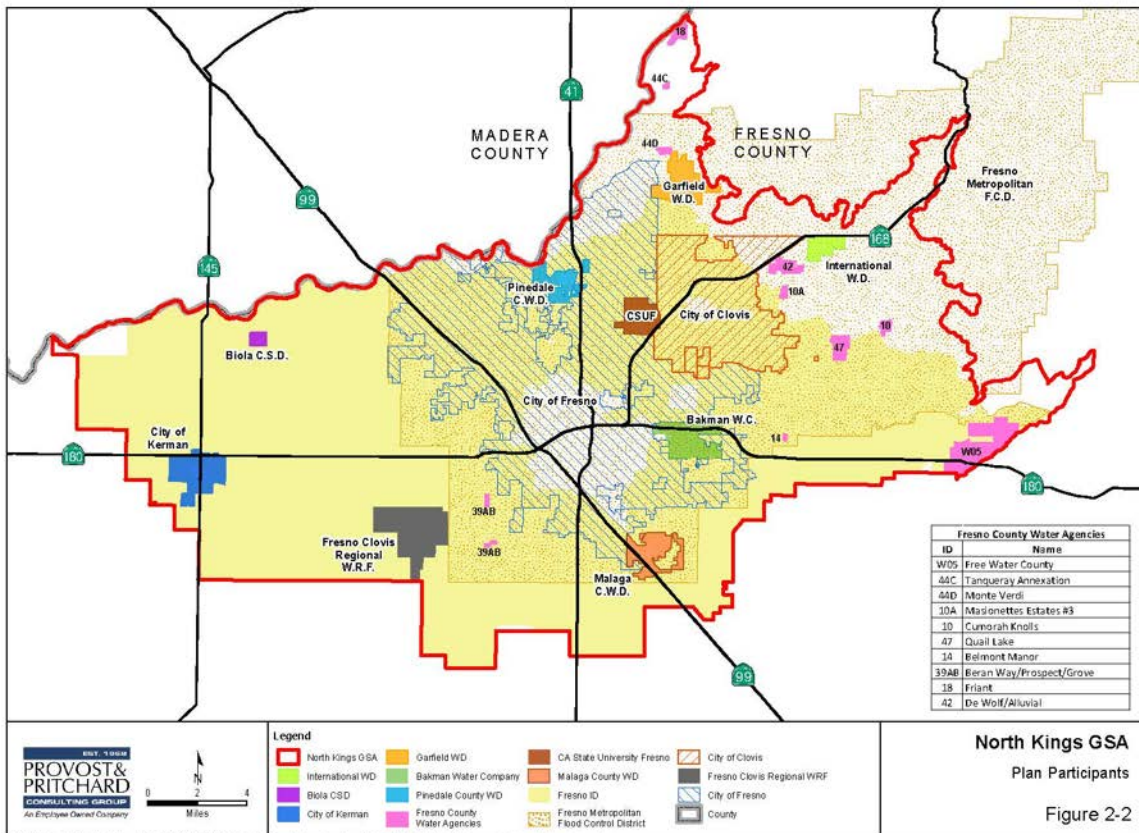 18
44C
41
MADERA
COUNTY
FRESNO
COUNTY
44D
Garfield
W.D.
Fresno
Metropolitan
F.C.D.
99
168
145
42
International
W.D.
Pinedale
C.W.D.
10A
CSUF
City of Clovis
10
47
Biola C.S.D.
City of Fresno
Bakman W.C.
City of
Kerman
14
W05
180
180
39AB
Fresno Clovis
Regional
W.R.F.
39AB
Malaga
C.W.D.
99
Fresno County Water Agencies
ID Name
W05 Free Water County
44C Tanqueray Annexation
44D Monte Verdi
10A Masionettes Estates #3
10 Cumorah Knolls
47 Quail Lake
14 Belmont Manor
39AB Beran Way/Prospect/Grove
18 Friant
42 De Wolf/Alluvial
EST. 1968
PROVOST&
PRITCHARD
CONSULTING GROUP
An Employee Owned Company
N
0 2 4
Miles
Legend
North Kings GSA
International WD
Biola CSD
City of Kerman
Garfield WD
Bakman Water Company
Pinedale County WD
Fresno County
Water Agencies
CA State University Fresno
Malaga County WD
Fresno ID
Fresno Metropolitan
Flood Control District
City of Clovis
Fresno Clovis Regional WRF
City of Fresno
County
North Kings GSA
Plan Participants
Figure 2-2